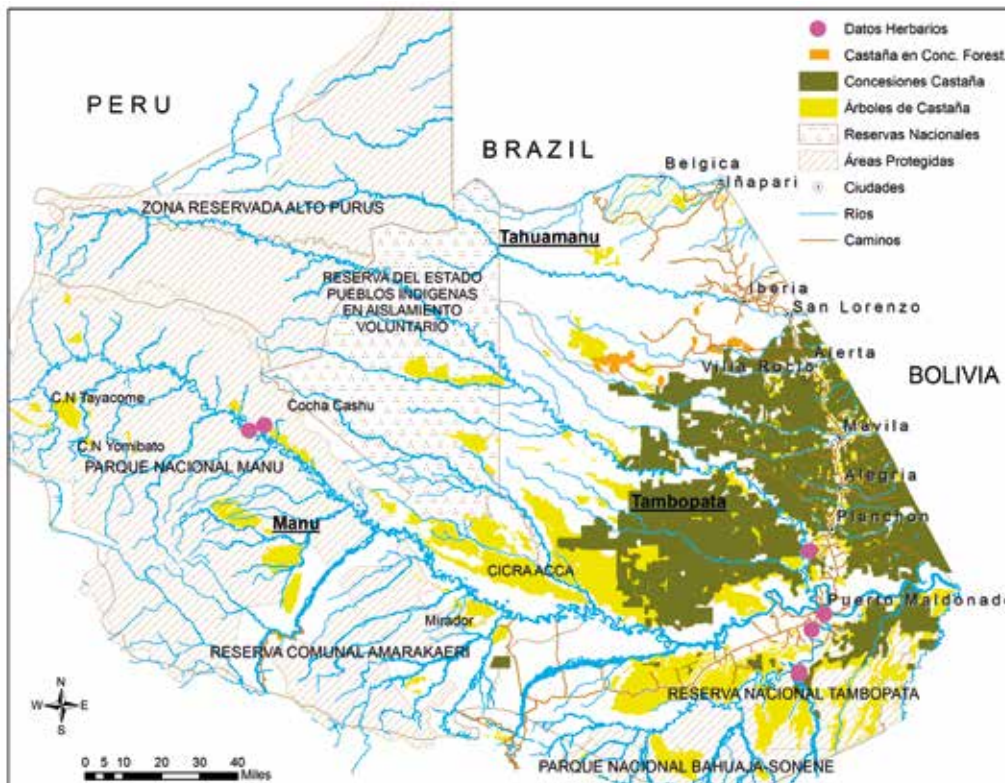 Datos Herbarios
Castaña en Conc. Forest.
Concesiones Castaña
Árboles de Castaña
Reservas Nacionales
Áreas Protegidas
Ciudades
Ríos
Caminos
PERU
BRAZIL
Belgica
Iñapari
ZONA RESERVADA ALTO PURUS
Tahuamanu
RESERVA DEL ESTADO
PUEBLOS INDIGENAS
EN AISLAMIENTO
VOLUNTARIO
Iberia
San Lorenzo
Alerta
Villa Rocio
BOLIVIA
C.N Tayacome
Cocha Cashu
Mavila
C.N Yomibato
PARQUE NACIONAL MANU
Alegria
Tambopata
Planchon
Manu
CICRA ACCA
Puerto Maldonado
Mirador
RESERVA COMUNAL AMARAKAERI
RESERVA NACIONAL TAMBOPATA
PARQUE NACIONAL BAHUAJA-SONENE
N
W E
S
0 5 10 20 30 40
Miles